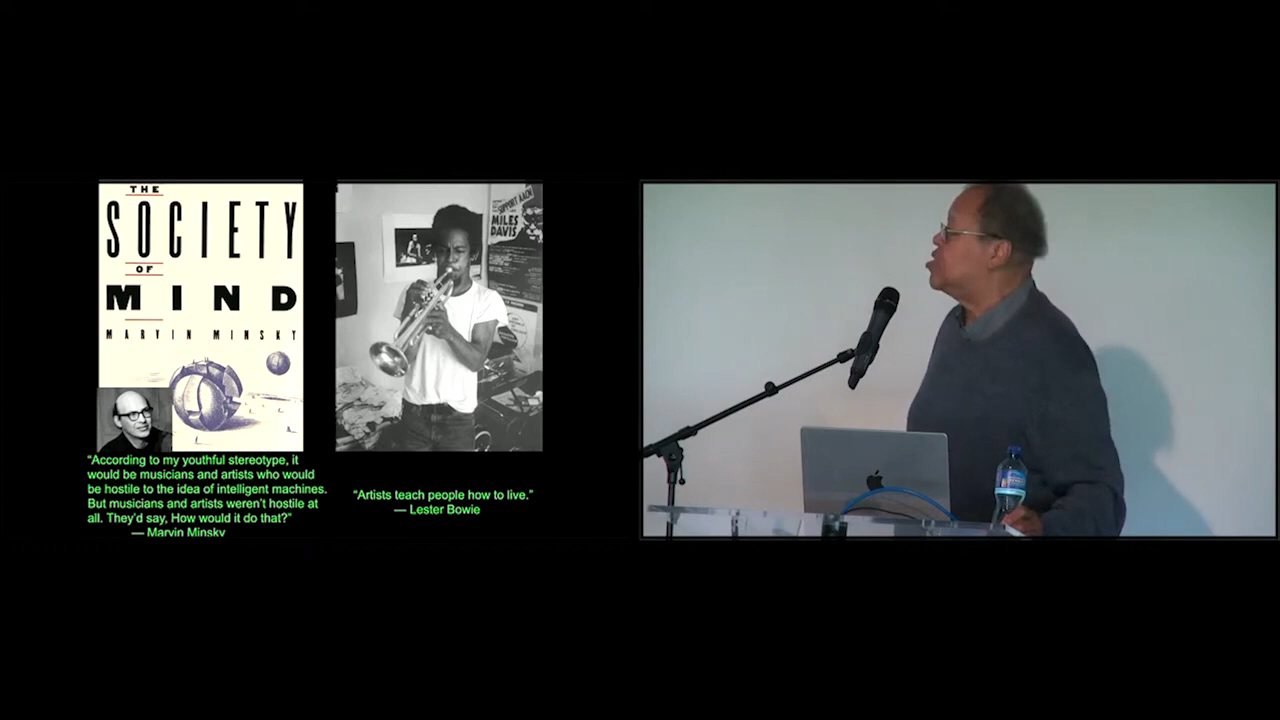 THE
SOCIETY
OF
MIND
MARVIN MINSKY
SUPPORT AACM
MILES
DAVIS
“According to my youthful stereotype, it
would be musicians and artists who would
be hostile to the idea of intelligent machines.
But musicians and artists weren’t hostile at
all. They’d say, How would it do that?”
— Marvin Minsky
“Artists teach people how to live.”
— Lester Bowie